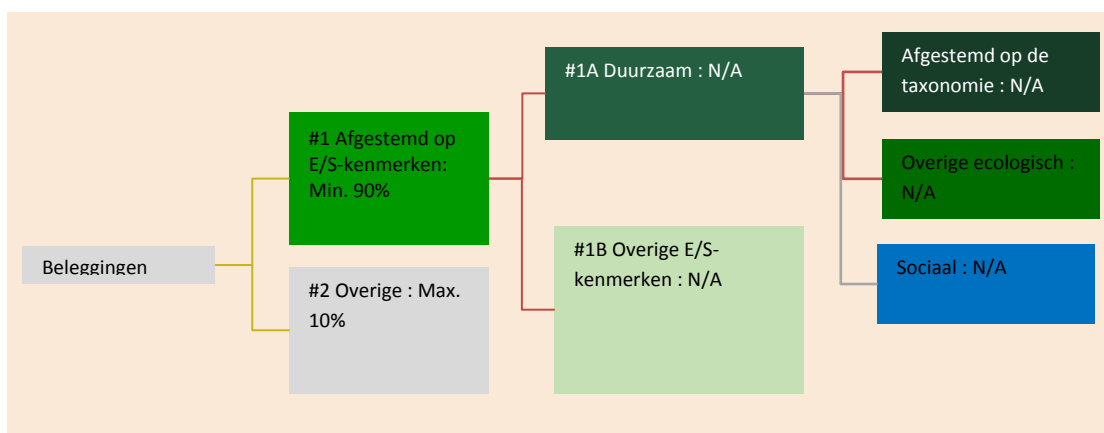 Beleggingen
#1 Afgestemd op
E/S-kenmerken:
Min. 90%
#2 Overige : Max.
10%
#1A Duurzaam : N/A
#1B Overige E/S-
kenmerken : N/A
Afgestemd op de
taxonomie : N/A
Overige ecologisch :
N/A
Sociaal : N/A